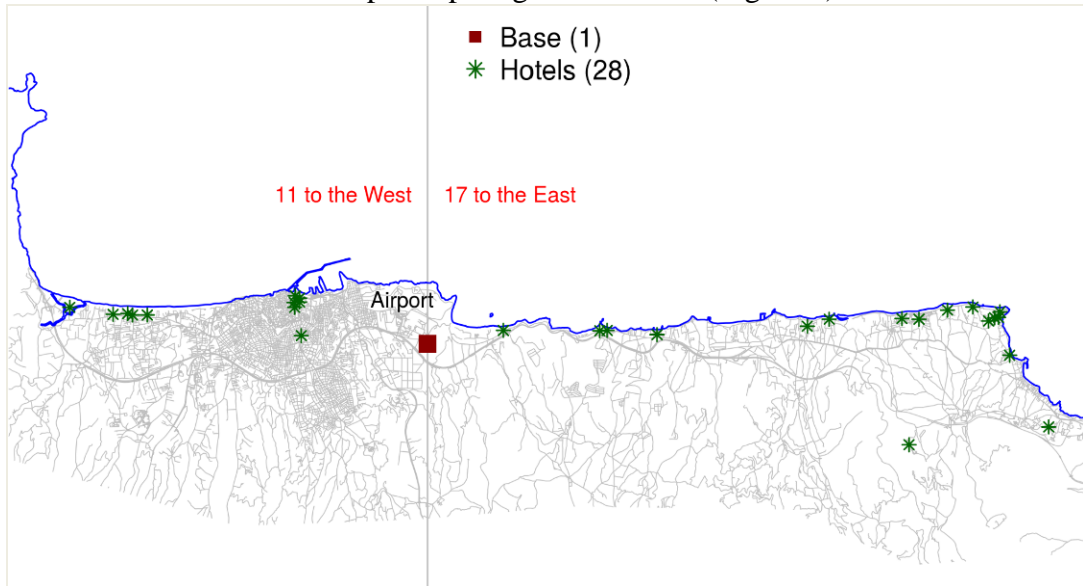 Base (1)
Hotels (28)
11 to the West
17 to the East
Airport